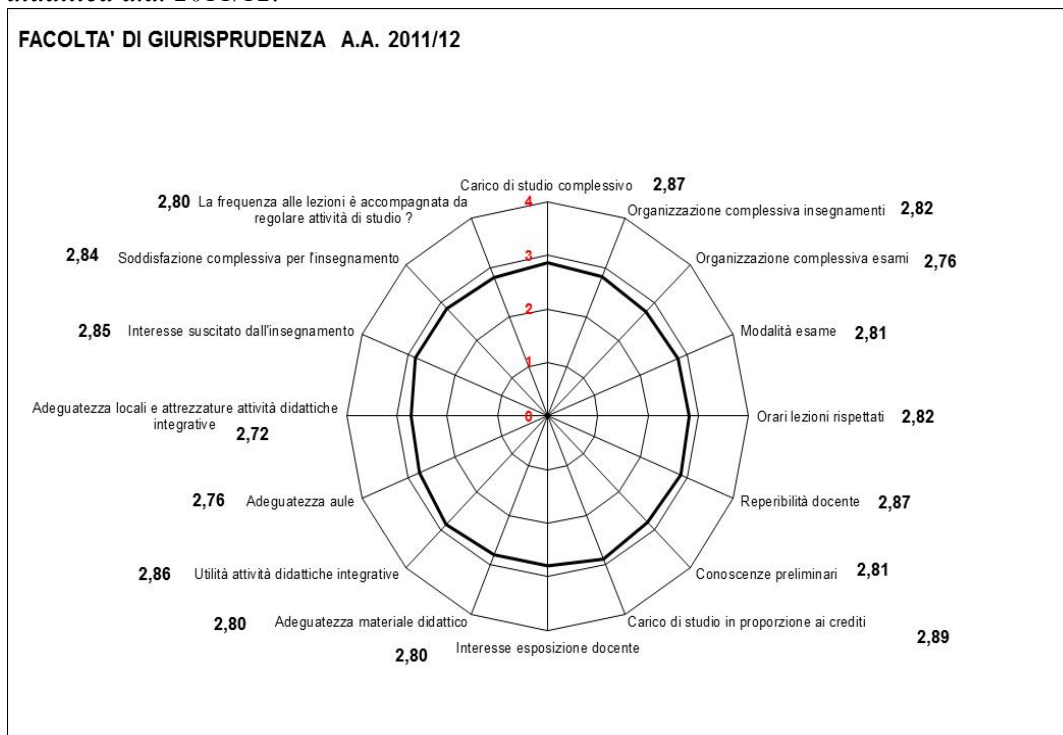 didattica a.a. 2011/12.
FACOLTA' DI GIURISPRUDENZA A.A. 2011/12
Carico di studio complessivo 2,87
2,80 La frequenza alle lezioni è accompagnata da
regolare attività di studio ?
4
Organizzazione complessiva insegnamenti 2,82
2,84 Soddisfazione complessiva per l'insegnamento
3
Organizzazione complessiva esami 2,76
2,85 Interesse suscitato dall'insegnamento
2
Modalità esame 2,81
1
Adeguatezza locali e attrezzature attività didattiche
integrative 2,72
0
Orari lezioni rispettati 2,82
2,76 Adeguatezza aule
Reperibilità docente 2,87
2,86 Utilità attività didattiche integrative
Conoscenze preliminari 2,81
2,80 Adeguatezza materiale didattico
Carico di studio in proporzione ai crediti
2,89
2,80 Interesse esposizione docente